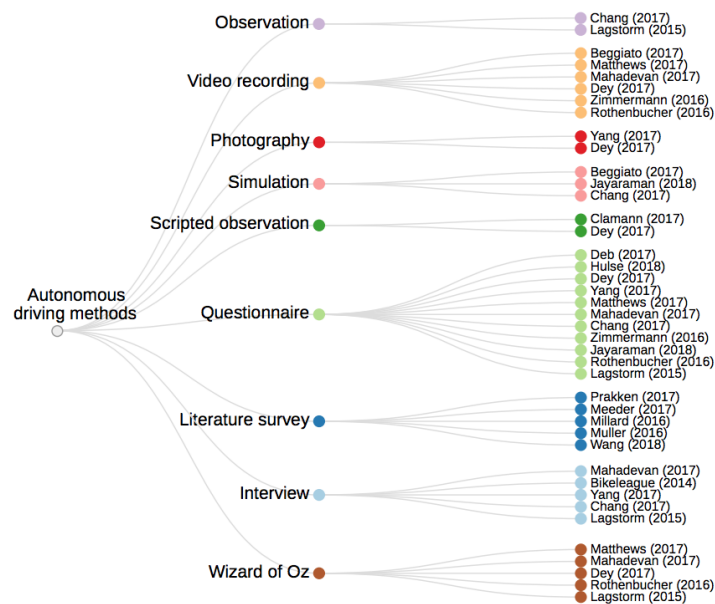 Observation
Chang (2017)
Lagstorm (2015)
Video recording
Beggiato (2017)
Matthews (2017)
Mahadevan (2017)
Dey (2017)
Zimmermann (2016)
Rothenbucher (2016)
Photography
Yang (2017)
Dey (2017)
Simulation
Beggiato (2017)
Jayaraman (2018)
Chang (2017)
Scripted observation
Clamann (2017)
Dey (2017)
Autonomous
driving methods
Questionnaire
Deb (2017)
Hulse (2018)
Dey (2017)
Yang (2017)
Matthews (2017)
Mahadevan (2017)
Chang (2017)
Zimmermann (2016)
Jayaraman (2018)
Rothenbucher (2016)
Lagstorm (2015)
Literature survey
Prakken (2017)
Meeder (2017)
Millard (2016)
Muller (2016)
Wang (2018)
Interview
Mahadevan (2017)
Bikeleague (2014)
Yang (2017)
Chang (2017)
Lagstorm (2015)
Wizard of Oz
Matthews (2017)
Mahadevan (2017)
Dey (2017)
Rothenbucher (2016)
Lagstorm (2015)